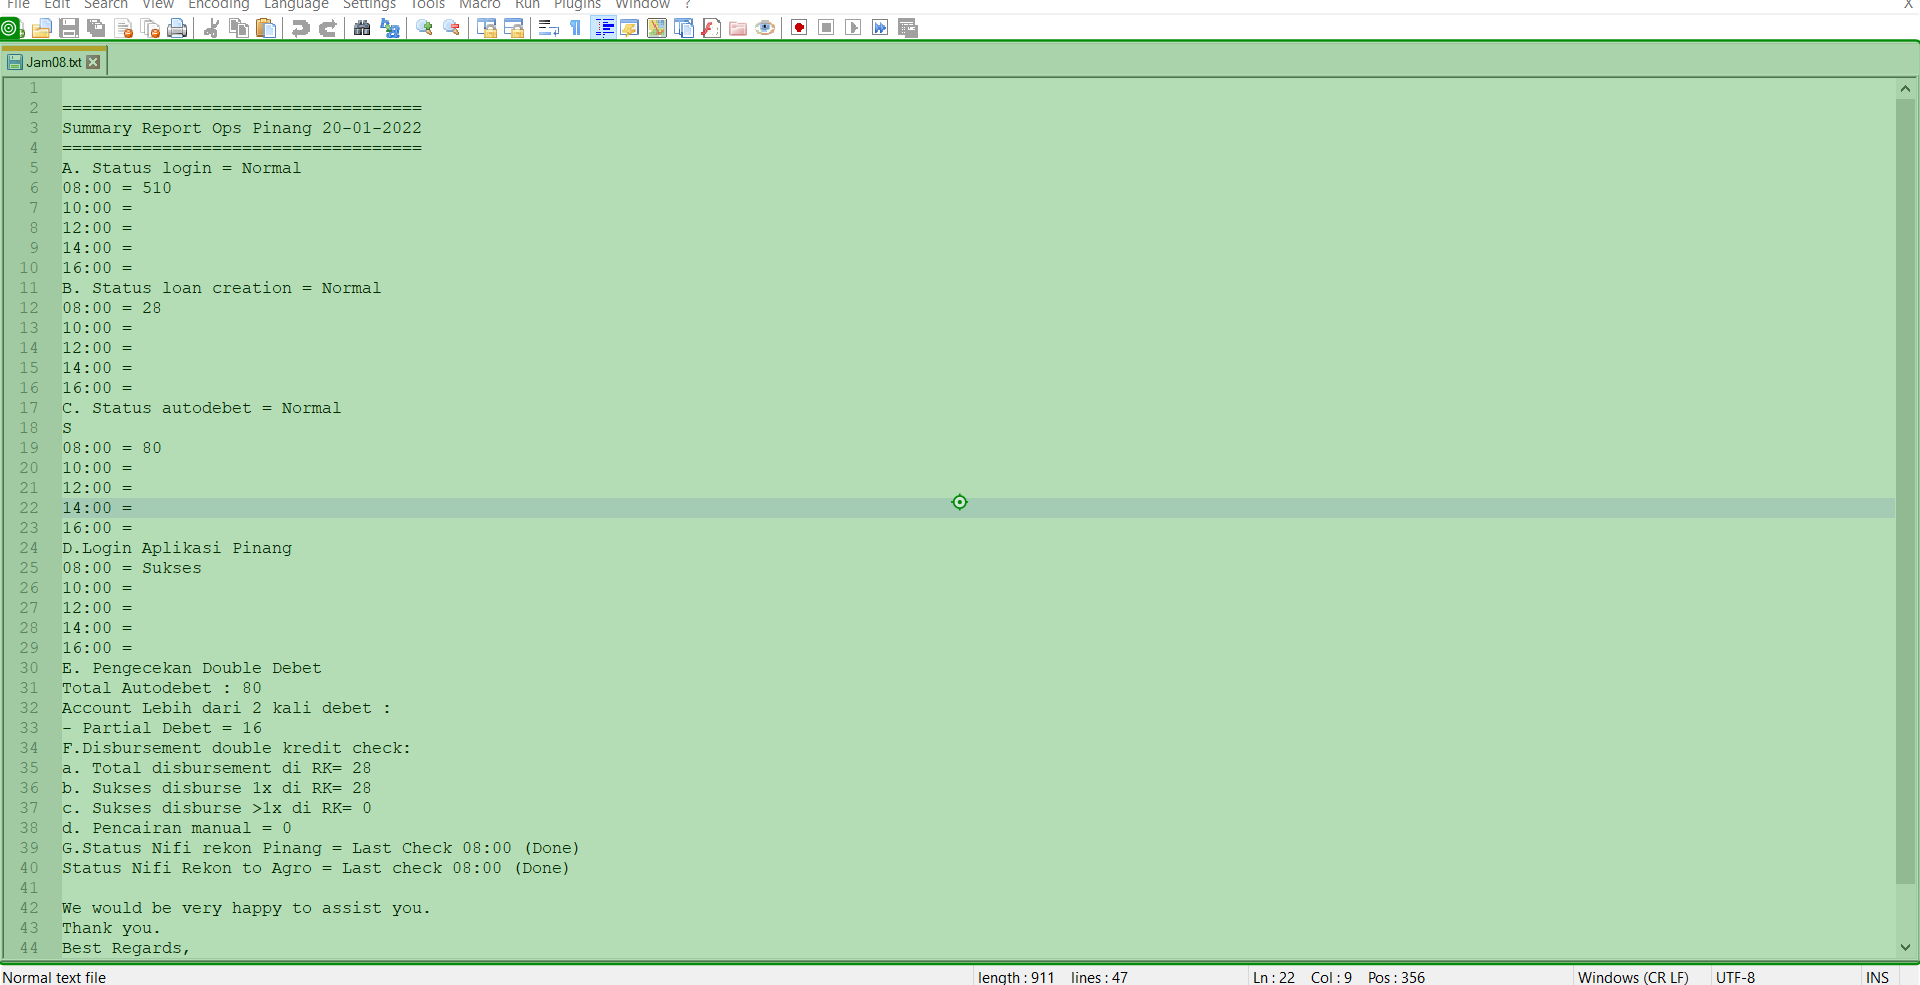 File Edit Search View Encoding Language Settings Tools Macro Run Plugins Window ? X
Jam08.txt
1
2 ====================================
3 Summary Report Ops Pinang 20-01-2022
4 ====================================
5 A. Status login = Normal
6 08:00 = 510
7 10:00 =
8 12:00 =
9 14:00 =
10 16:00 =
11 B. Status loan creation = Normal
12 08:00 = 28
13 10:00 =
14 12:00 =
15 14:00 =
16 16:00 =
17 C. Status autodebet = Normal
18 S
19 08:00 = 80
20 10:00 =
21 12:00 =
22 14:00 =
23 16:00 =
24 D.Login Aplikasi Pinang
25 08:00 = Sukses
26 10:00 =
27 12:00 =
28 14:00 =
29 16:00 =
30 E. Pengecekan Double Debet
31 Total Autodebet : 80
32 Account Lebih dari 2 kali debet :
33 - Partial Debet = 16
34 F.Disbursement double kredit check:
35 a. Total disbursement di RK= 28
36 b. Sukses disburse 1x di RK= 28
37 c. Sukses disburse >1x di RK= 0
38 d. Pencairan manual = 0
39 G.Status Nifi rekon Pinang = Last Check 08:00 (Done)
40 Status Nifi Rekon to Agro = Last check 08:00 (Done)
41
42 We would be very happy to assist you.
43 Thank you.
44 Best Regards,
Normal text file length : 911 lines : 47 Ln : 22 Col : 9 Pos : 356 Windows (CR LF) UTF-8 INS